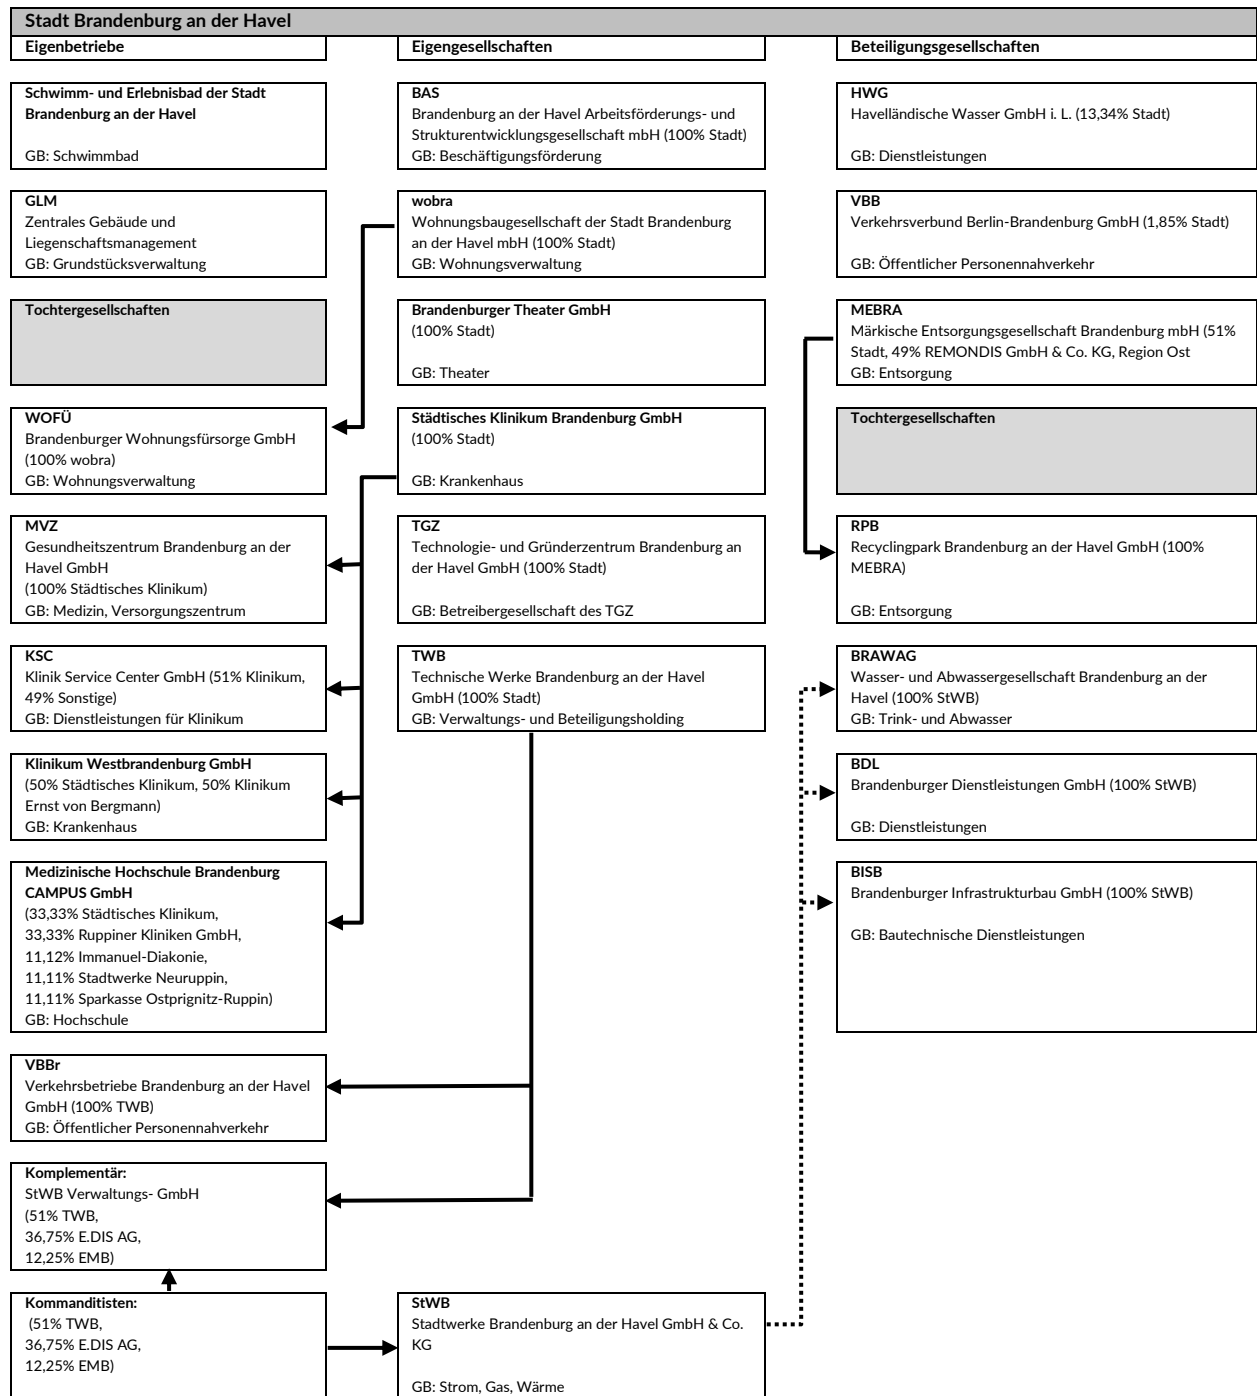 Stadt Brandenburg an der Havel
Eigenbetriebe
Schwimm- und Erlebnisbad der Stadt
Brandenburg an der Havel
GB: Schwimmbad
GLM
Zentrales Gebäude und
Liegenschaftsmanagement
GB: Grundstücksverwaltung
Tochtergesellschaften
WOFÜ
Brandenburger Wohnungsfürsorge GmbH
(100% wobra)
GB: Wohnungsverwaltung
MVZ
Gesundheitszentrum Brandenburg an der
Havel GmbH
(100% Städtisches Klinikum)
GB: Medizin, Versorgungszentrum
KSC
Klinik Service Center GmbH (51% Klinikum,
49% Sonstige)
GB: Dienstleistungen für Klinikum
Klinikum Westbrandenburg GmbH
(50% Städtisches Klinikum, 50% Klinikum
Ernst von Bergmann)
GB: Krankenhaus
Medizinische Hochschule Brandenburg
CAMPUS GmbH
(33,33% Städtisches Klinikum,
33,33% Ruppiner Kliniken GmbH,
11,12% Immanuel-Diakonie,
11,11% Stadtwerke Neuruppin,
11,11% Sparkasse Ostprignitz-Ruppin)
GB: Hochschule
VBBr
Verkehrsbetriebe Brandenburg an der Havel
GmbH (100% TWB)
GB: Öffentlicher Personennahverkehr
Komplementär:
StWB Verwaltungs- GmbH
(51% TWB,
36,75% E.DIS AG,
12,25% EMB)
Kommanditisten:
(51% TWB,
36,75% E.DIS AG,
12,25% EMB)
Eigengesellschaften
BAS
Brandenburg an der Havel Arbeitsförderungs- und
Strukturentwicklungsgesellschaft mbH (100% Stadt)
GB: Beschäftigungsförderung
wobra
Wohnungsbaugesellschaft der Stadt Brandenburg
an der Havel mbH (100% Stadt)
GB: Wohnungsverwaltung
Brandenburger Theater GmbH
(100% Stadt)
GB: Theater
Städtisches Klinikum Brandenburg GmbH
(100% Stadt)
GB: Krankenhaus
TGZ
Technologie- und Gründerzentrum Brandenburg an
der Havel GmbH (100% Stadt)
GB: Betreibergesellschaft des TGZ
TWB
Technische Werke Brandenburg an der Havel
GmbH (100% Stadt)
GB: Verwaltungs- und Beteiligungsholding
StWB
Stadtwerke Brandenburg an der Havel GmbH & Co.
KG
GB: Strom, Gas, Wärme
Beteiligungsgesellschaften
HWG
Havelländische Wasser GmbH i. L. (13,34% Stadt)
GB: Dienstleistungen
VBB
Verkehrsverbund Berlin-Brandenburg GmbH (1,85% Stadt)
GB: Öffentlicher Personennahverkehr
MEBRA
Märkische Entsorgungsgesellschaft Brandenburg mbH (51%
Stadt, 49% REMONDIS GmbH & Co. KG, Region Ost
GB: Entsorgung
Tochtergesellschaften
RPB
Recyclingpark Brandenburg an der Havel GmbH (100%
MEBRA)
GB: Entsorgung
BRAWAG
Wasser- und Abwassergesellschaft Brandenburg an der
Havel (100% StWB)
GB: Trink- und Abwasser
BDL
Brandenburger Dienstleistungen GmbH (100% StWB)
GB: Dienstleistungen
BISB
Brandenburger Infrastrukturbau GmbH (100% StWB)
GB: Bautechnische Dienstleistungen